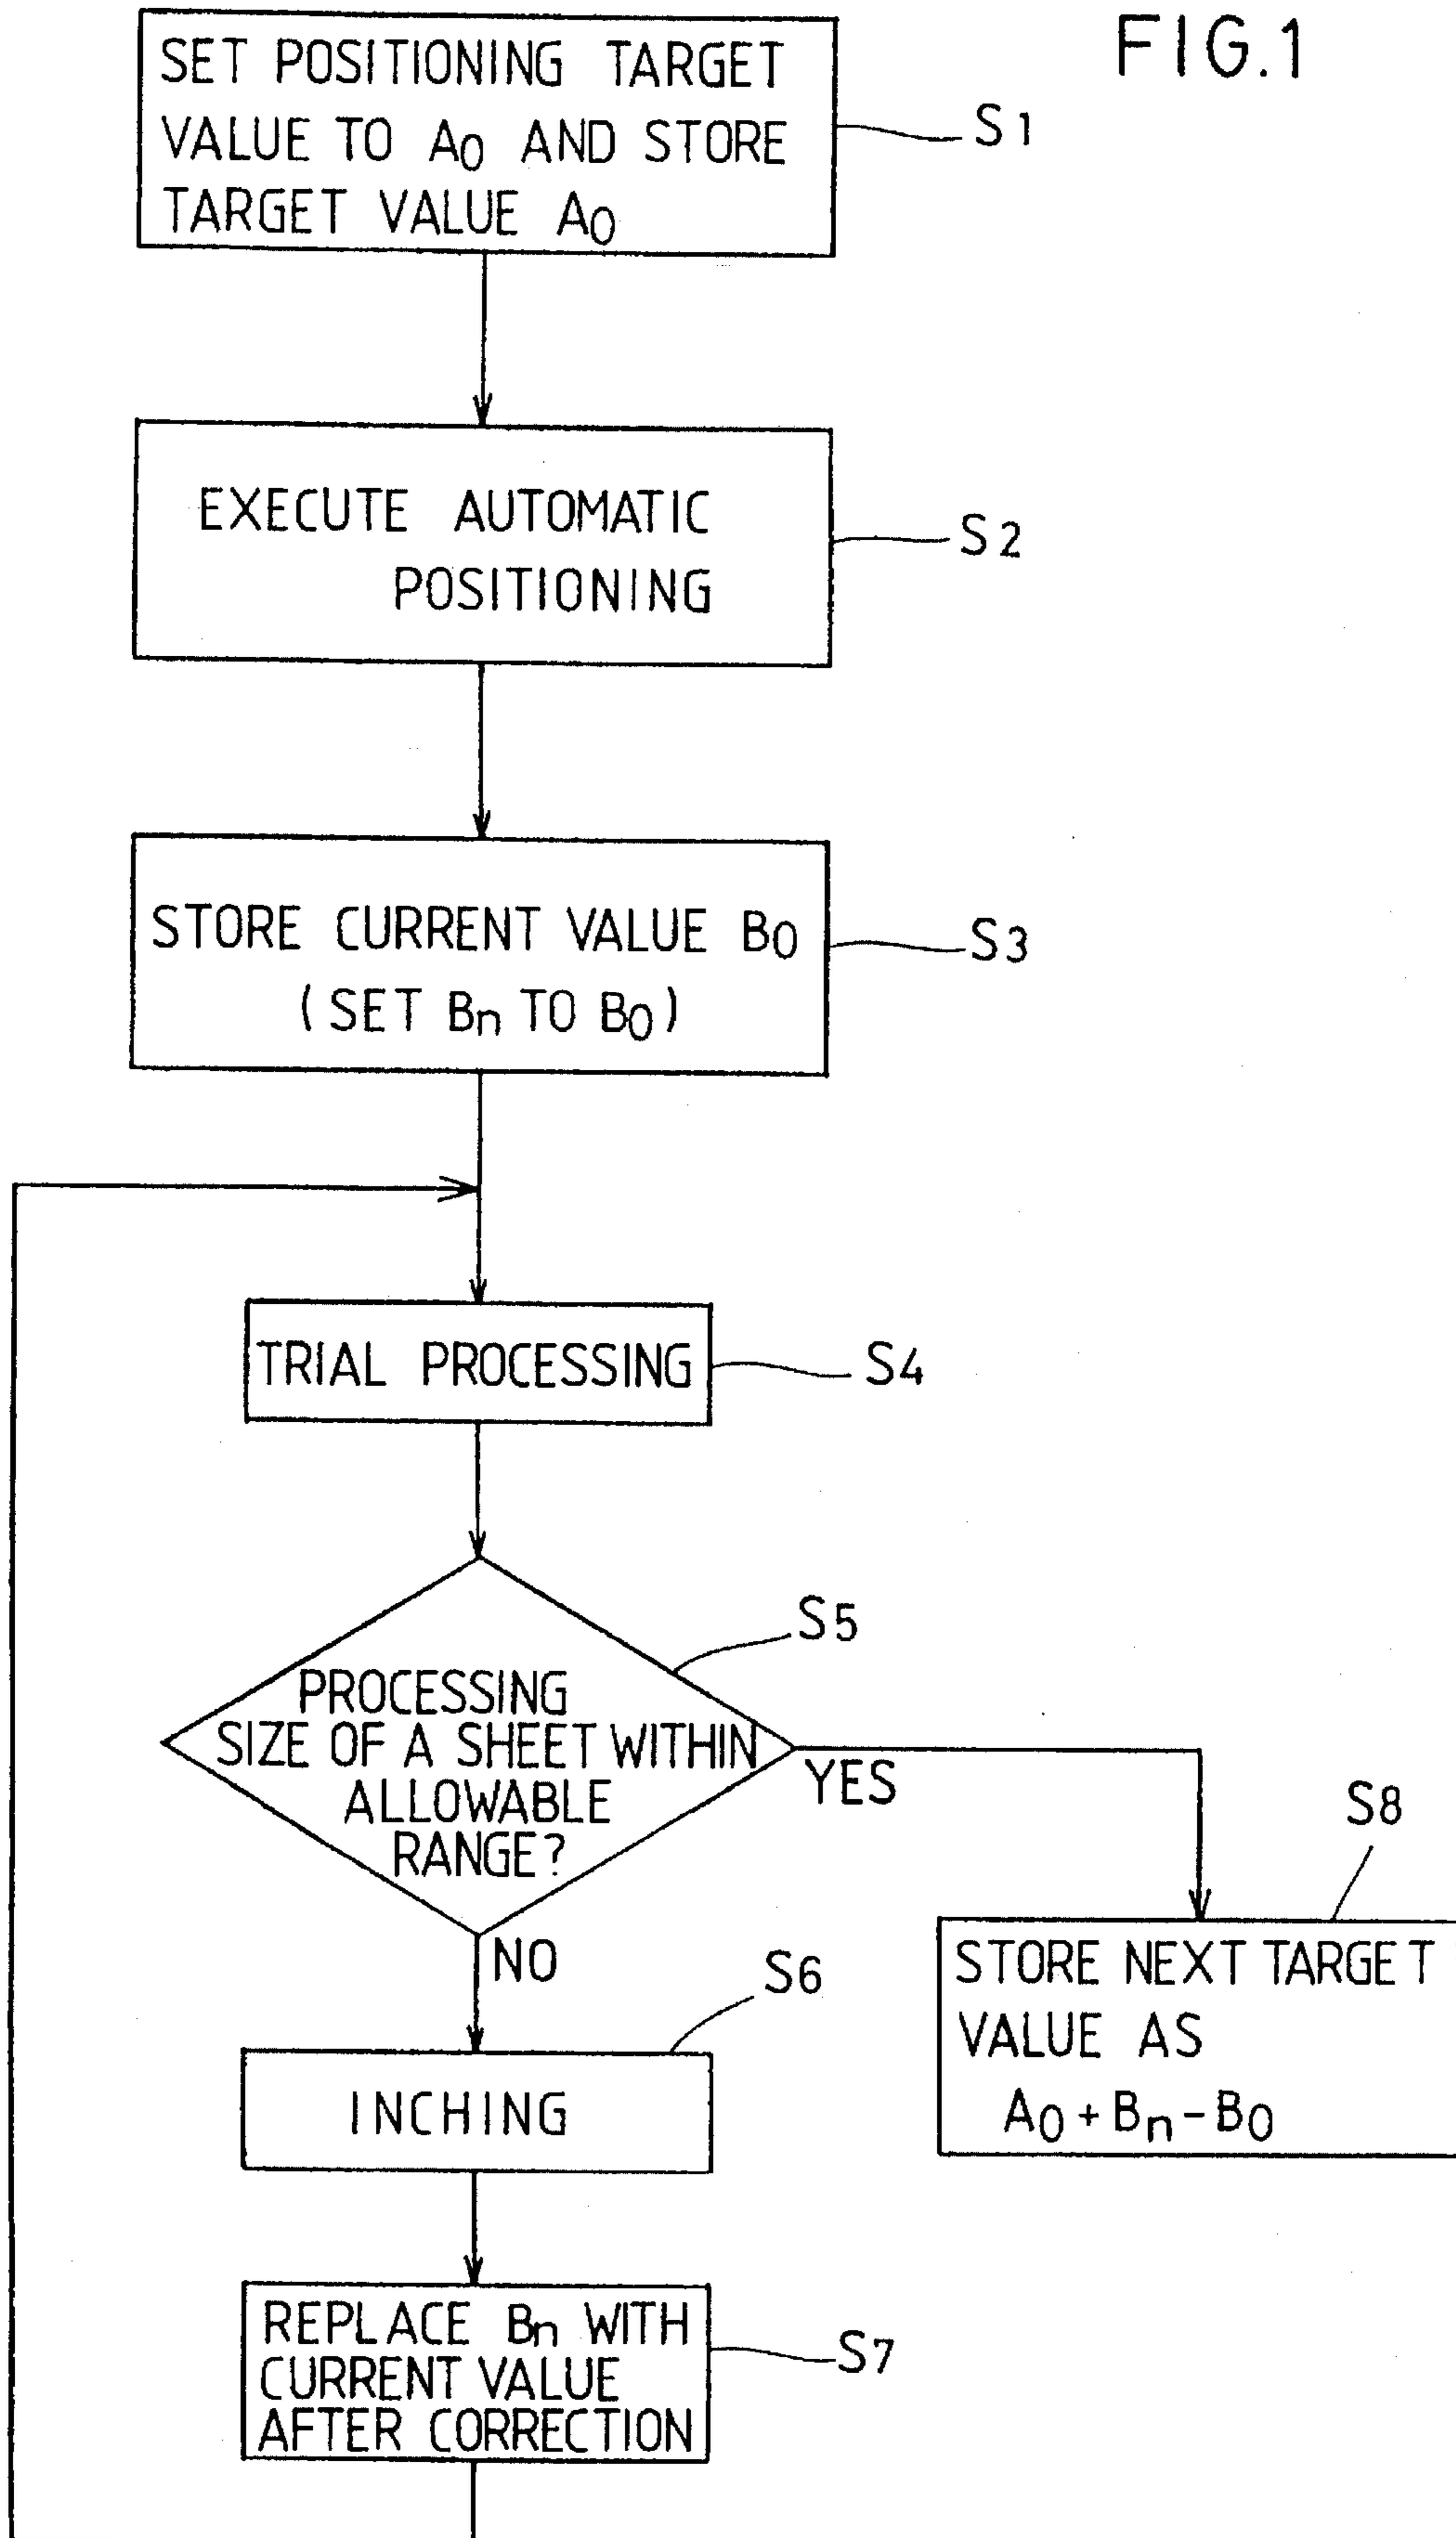 FIG.1
SET POSITIONING TARGET
VALUE TO A0 AND STORE
TARGET VALUE A0
S1
EXECUTE AUTOMATIC
POSITIONING
S2
STORE CURRENT VALUE B0
(SET Bn TO B0)
S3
TRIAL PROCESSING
S4
S5
PROCESSING
SIZE OF A SHEET WITHIN
ALLOWABLE
RANGE?
YES
NO
S8
STORE NEXT TARGET
VALUE AS
A0+Bn-B0
S6
INCHING
REPLACE Bn WITH
CURRENT VALUE
AFTER CORRECTION
S7